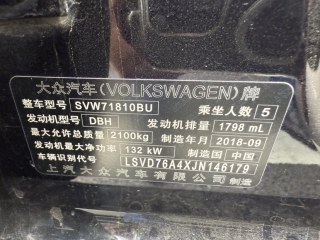 大众汽车(VOLKSWAGEN)牌
整车型号 SVW71810BU 乘坐人数 5
发动机型号 DBH 发动机排量 1798 mL
最大允许总质量 2100kg 制造年月 2018-09
发动机最大净功率 132 kW 制造国 中国
车辆识别代号 LSVD76A4XJN146179
上汽大众汽车有限公司 制造